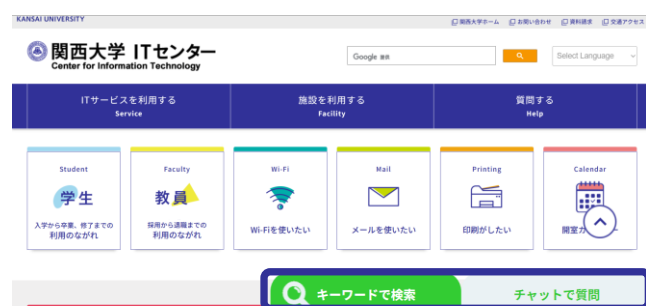 KANSAI UNIVERSITY
関西大学ホーム お問い合わせ 資料請求 交通アクセス
関西大学 ITセンター
Center for Information Technology
Google 検索
Select Language
ITサービスを利用する
Service
施設を利用する
Facility
質問する
Help
Student
学生
入学から卒業、修了までの
利用のながれ
Faculty
教員
採用から退職までの
利用のながれ
Wi-Fi
Wi-Fiを使いたい
Mail
メールを使いたい
Printing
印刷がしたい
Calendar
開室カ
キーワードで検索
チャットで質問